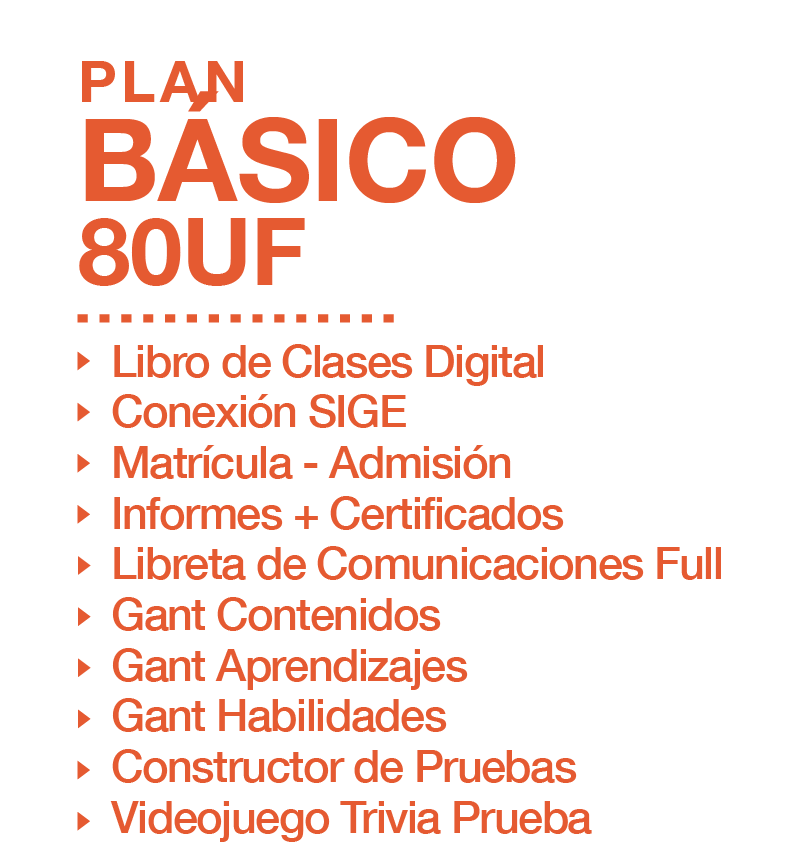 PLAN
BÁSICO
80UF
Libro de Clases Digital
Conexión SIGE
Matrícula - Admisión
Informes + Certificados
Libreta de Comunicaciones Full
Gant Contenidos
Gant Aprendizajes
Gant Habilidades
Constructor de Pruebas
Videojuego Trivia Prueba